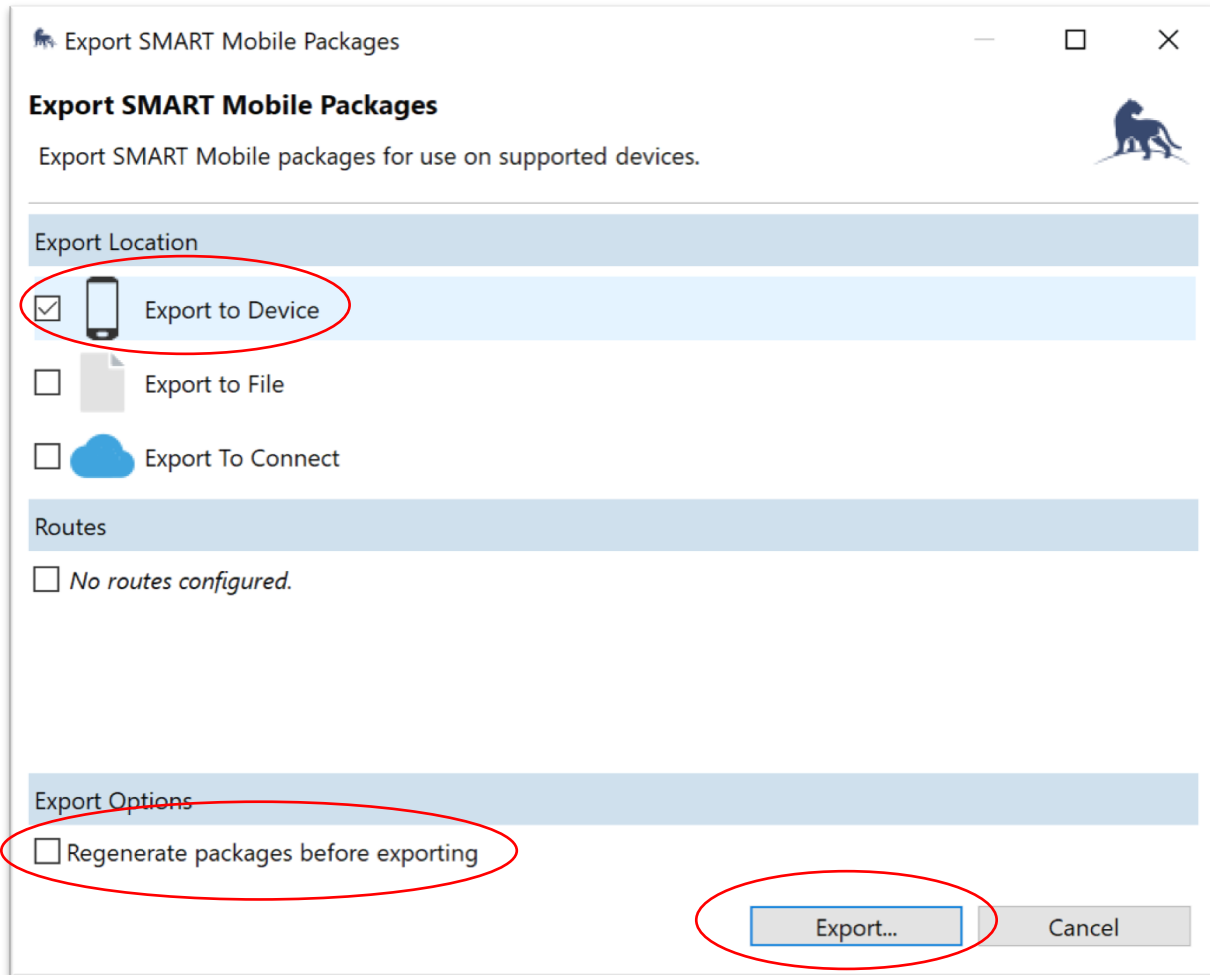 Export SMART Mobile Packages
Export SMART Mobile Packages
Export SMART Mobile packages for use on supported devices.
Export Location
Export to Device
Export to File
Export To Connect
Routes
No routes configured.
Export Options
Regenerate packages before exporting
Export...
Cancel